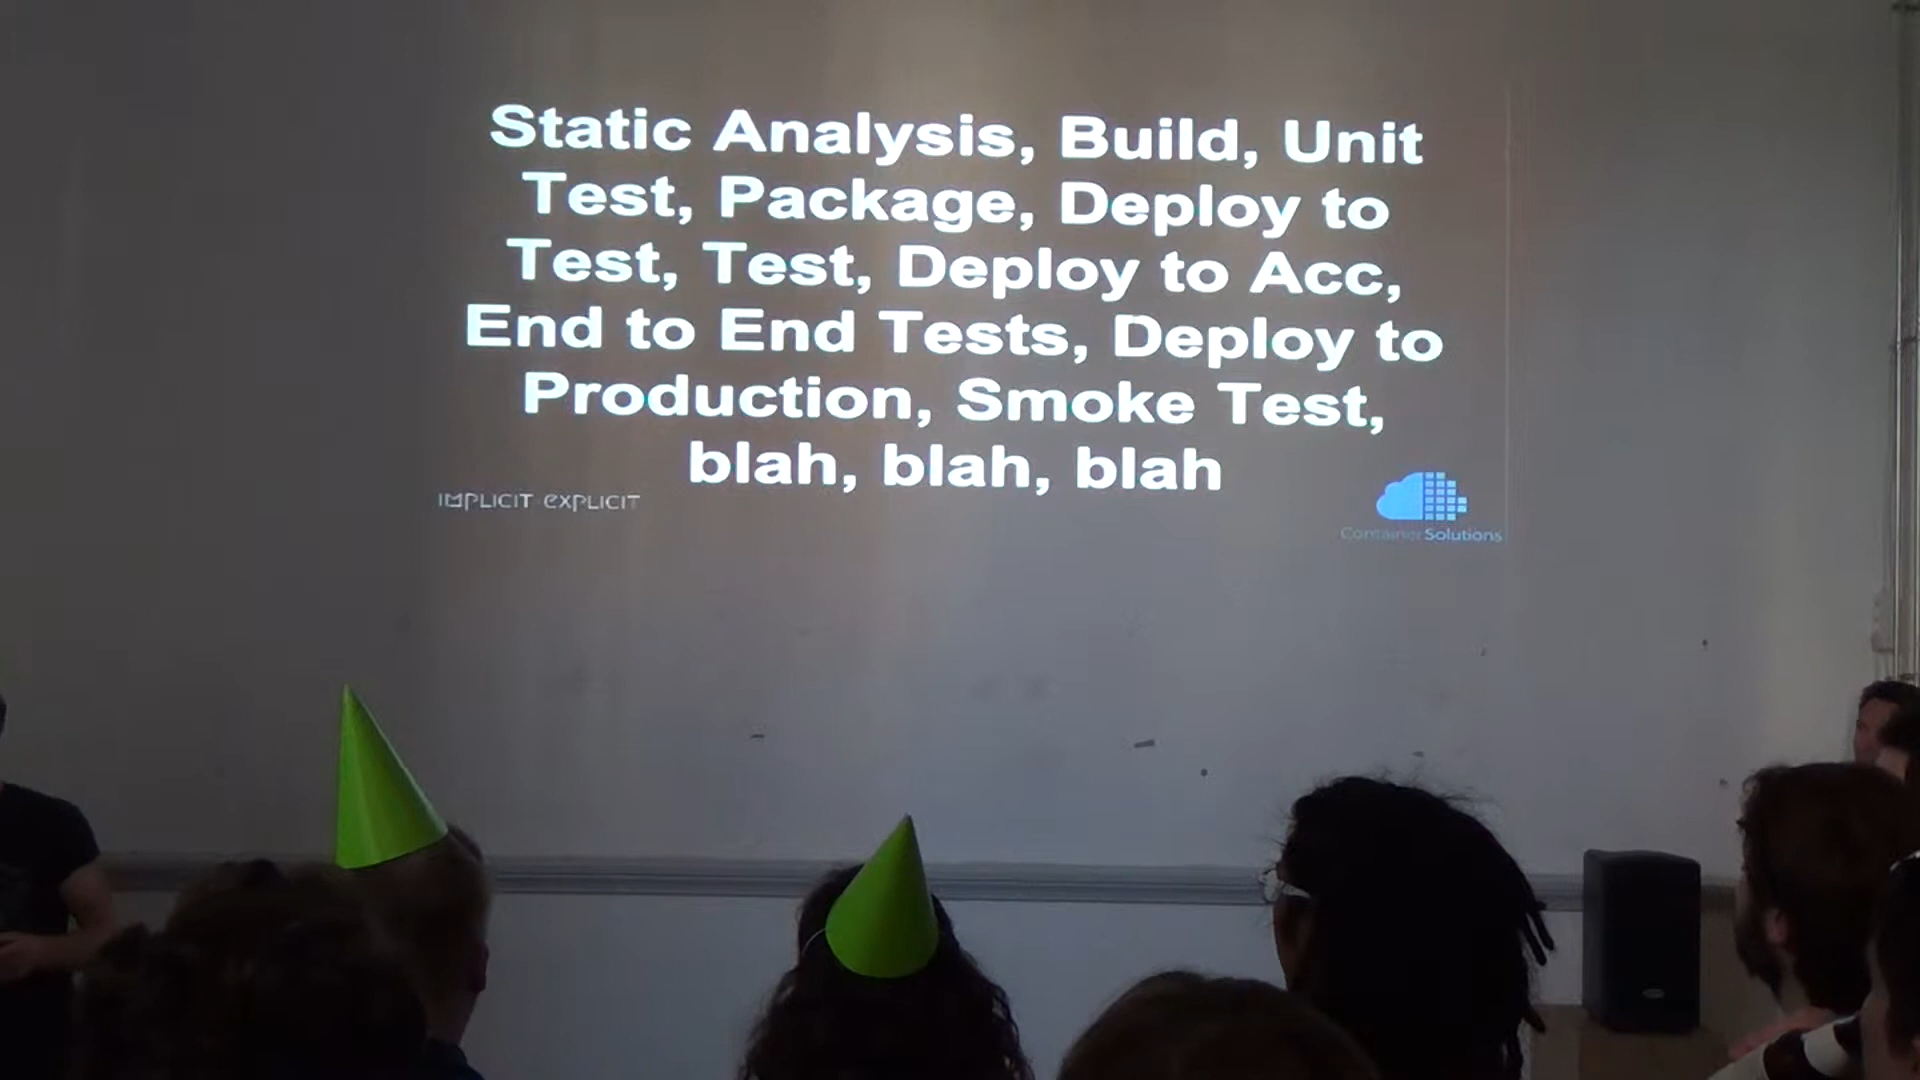 Static Analysis, Build, Unit
Test, Package, Deploy to
Test, Test, Deploy to Acc,
End to End Tests, Deploy to
Production, Smoke Test,
blah, blah, blah
IMPLICIT EXPLICIT
Container Solutions